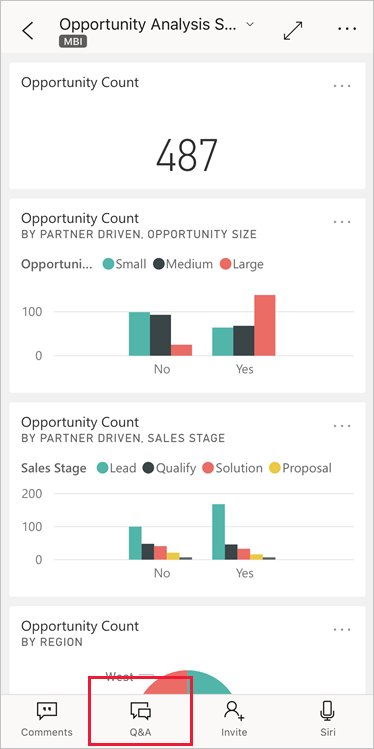 Opportunity Analysis S...
MBI
Opportunity Count
487
Opportunity Count
BY PARTNER DRIVEN, OPPORTUNITY SIZE
Opportuni... Small Medium Large
100
0
No Yes
Opportunity Count
BY PARTNER DRIVEN, SALES STAGE
Sales Stage Lead Qualify Solution Proposal
200
100
0
No Yes
Opportunity Count
BY REGION
West
Comments Q&A Invite Siri